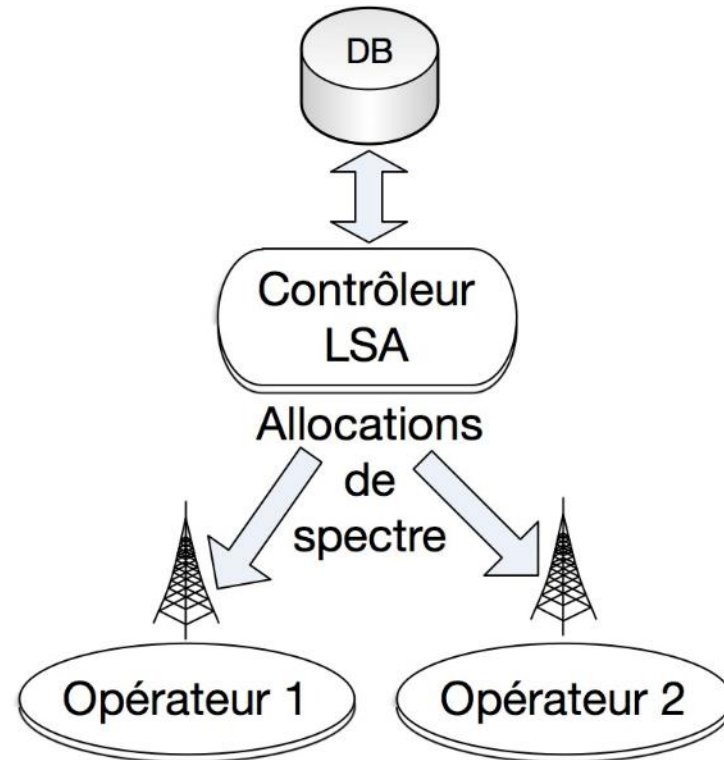 DB
Contrôleur
LSA
Allocations
de
spectre
Opérateur 1
Opérateur 2